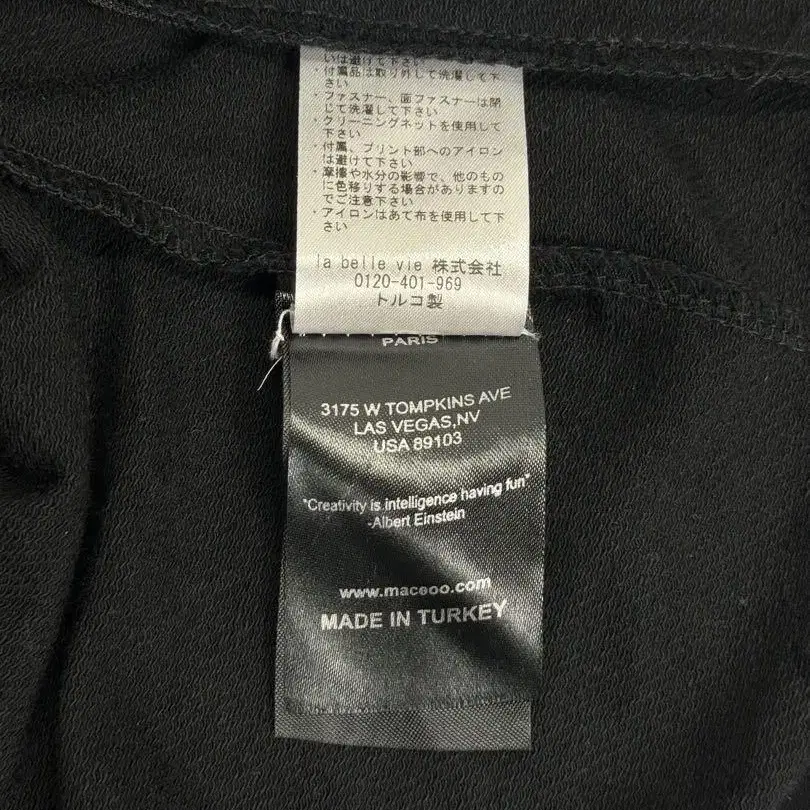 いは避けて下さい
・付属品は取り外して洗濯して下
さい
・ファスナー、面ファスナーは閉
じて洗濯して下さい
・クリーニングネットを使用して
下さい
・付属、プリント部へのアイロン
は避けて下さい
・摩擦や水分の影響で、他のもの
に色移りする場合がありますの
でご注意下さい
・アイロンはあて布を使用して下
さい
la belle vie 株式会社
0120-401-969
トルコ製
PARIS
3175 W TOMPKINS AVE
LAS VEGAS,NV
USA 89103
"Creativity is intelligence having fun"
-Albert Einstein
www.maceoo.com
MADE IN TURKEY